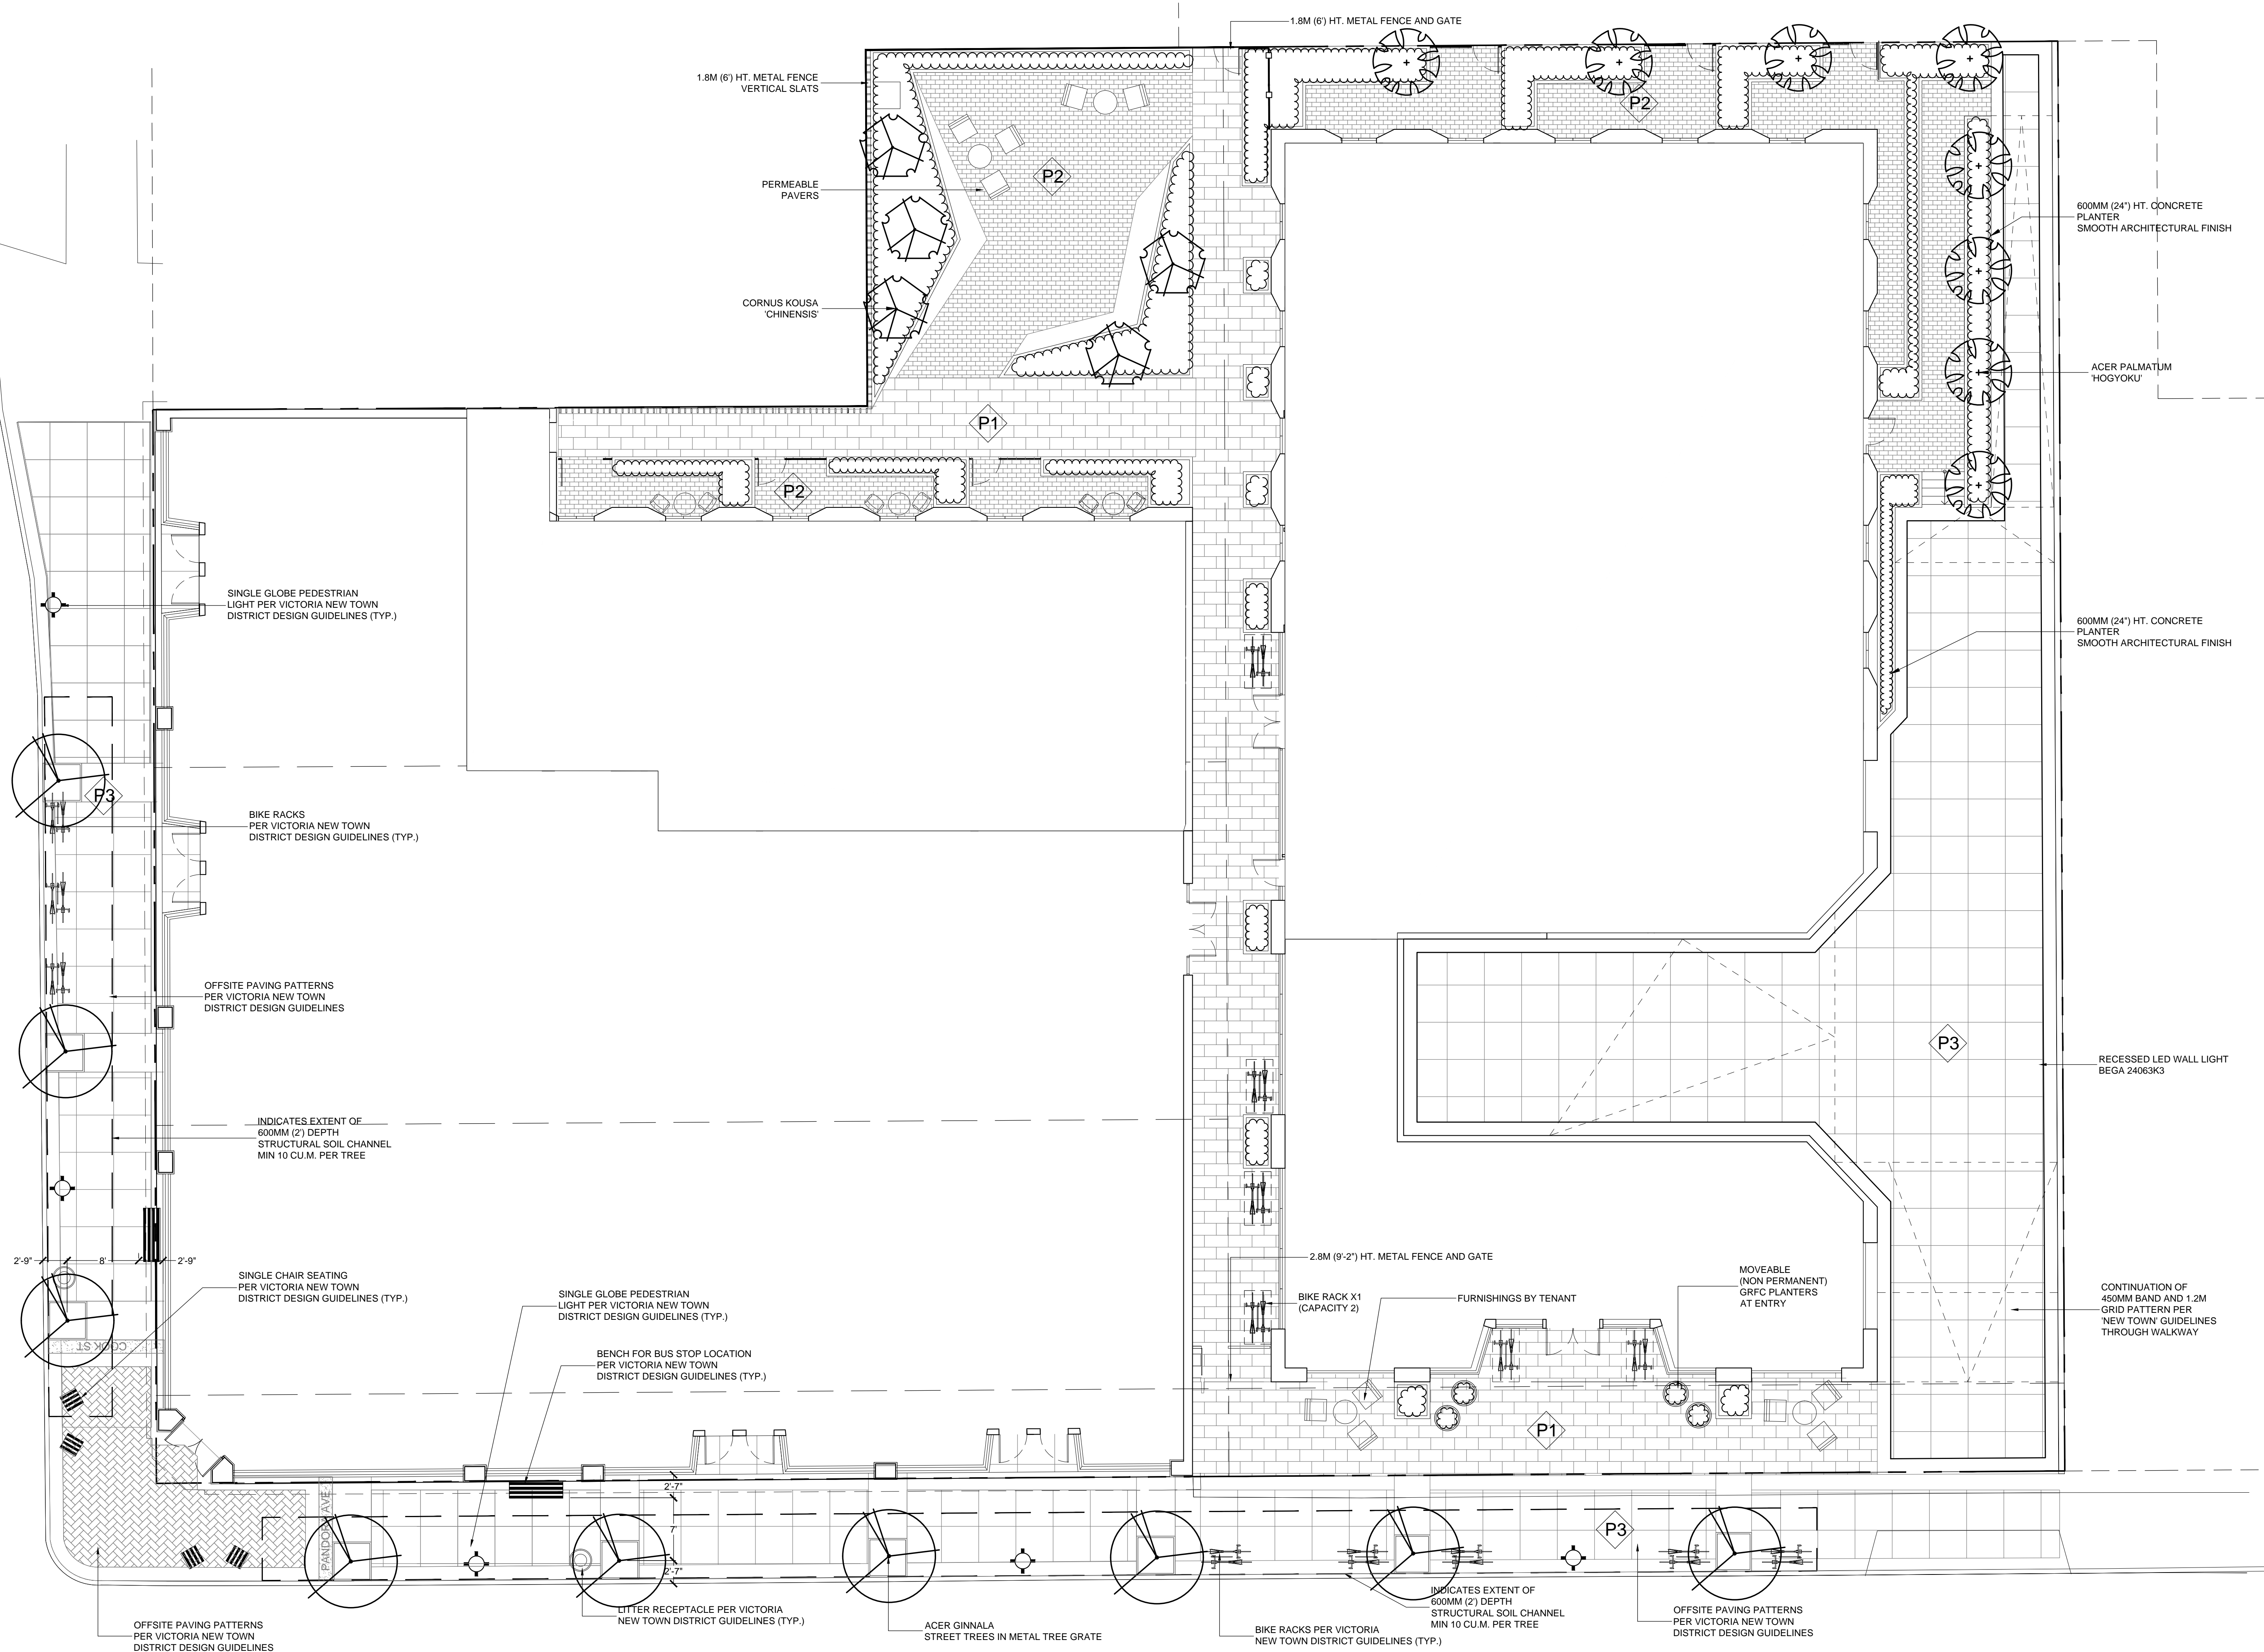 1.8M (6') HT. METAL FENCE AND GATE
1.8M (6') HT. METAL FENCE
VERTICAL SLATS
P2
P2
PERMEABLE
PAVERS
600MM (24") HT. CONCRETE
PLANTER
SMOOTH ARCHITECTURAL FINISH
CORNUS KOUSA
'CHINENSIS'
ACER PALMATUM
'HOGYOKU'
P1
P2
SINGLE GLOBE PEDESTRIAN
LIGHT PER VICTORIA NEW TOWN
DISTRICT DESIGN GUIDELINES (TYP.)
600MM (24") HT. CONCRETE
PLANTER
SMOOTH ARCHITECTURAL FINISH
P3
BIKE RACKS
PER VICTORIA NEW TOWN
DISTRICT DESIGN GUIDELINES (TYP.)
OFFSITE PAVING PATTERNS
PER VICTORIA NEW TOWN
DISTRICT DESIGN GUIDELINES
P3
RECESSED LED WALL LIGHT
BEGA 24063K3
INDICATES EXTENT OF
600MM (2') DEPTH
STRUCTURAL SOIL CHANNEL
MIN 10 CU.M. PER TREE
2'-9"
8'
2'-9"
SINGLE CHAIR SEATING
PER VICTORIA NEW TOWN
DISTRICT DESIGN GUIDELINES (TYP.)
2.8M (9'-2") HT. METAL FENCE AND GATE
SINGLE GLOBE PEDESTRIAN
LIGHT PER VICTORIA NEW TOWN
DISTRICT DESIGN GUIDELINES (TYP.)
BIKE RACK X1
(CAPACITY 2)
FURNISHINGS BY TENANT
MOVEABLE
(NON PERMANENT)
GRFC PLANTERS
AT ENTRY
CONTINUATION OF
450MM BAND AND 1.2M
GRID PATTERN PER
'NEW TOWN' GUIDELINES
THROUGH WALKWAY
COOK ST
BENCH FOR BUS STOP LOCATION
PER VICTORIA NEW TOWN
DISTRICT DESIGN GUIDELINES (TYP.)
P1
PANDORA AVE
2'-7"
7'
2'-7"
P3
OFFSITE PAVING PATTERNS
PER VICTORIA NEW TOWN
DISTRICT DESIGN GUIDELINES
LITTER RECEPTACLE PER VICTORIA
NEW TOWN DISTRICT GUIDELINES (TYP.)
ACER GINNALA
STREET TREES IN METAL TREE GRATE
BIKE RACKS PER VICTORIA
NEW TOWN DISTRICT GUIDELINES (TYP.)
INDICATES EXTENT OF
600MM (2') DEPTH
STRUCTURAL SOIL CHANNEL
MIN 10 CU.M. PER TREE
OFFSITE PAVING PATTERNS
PER VICTORIA NEW TOWN
DISTRICT DESIGN GUIDELINES